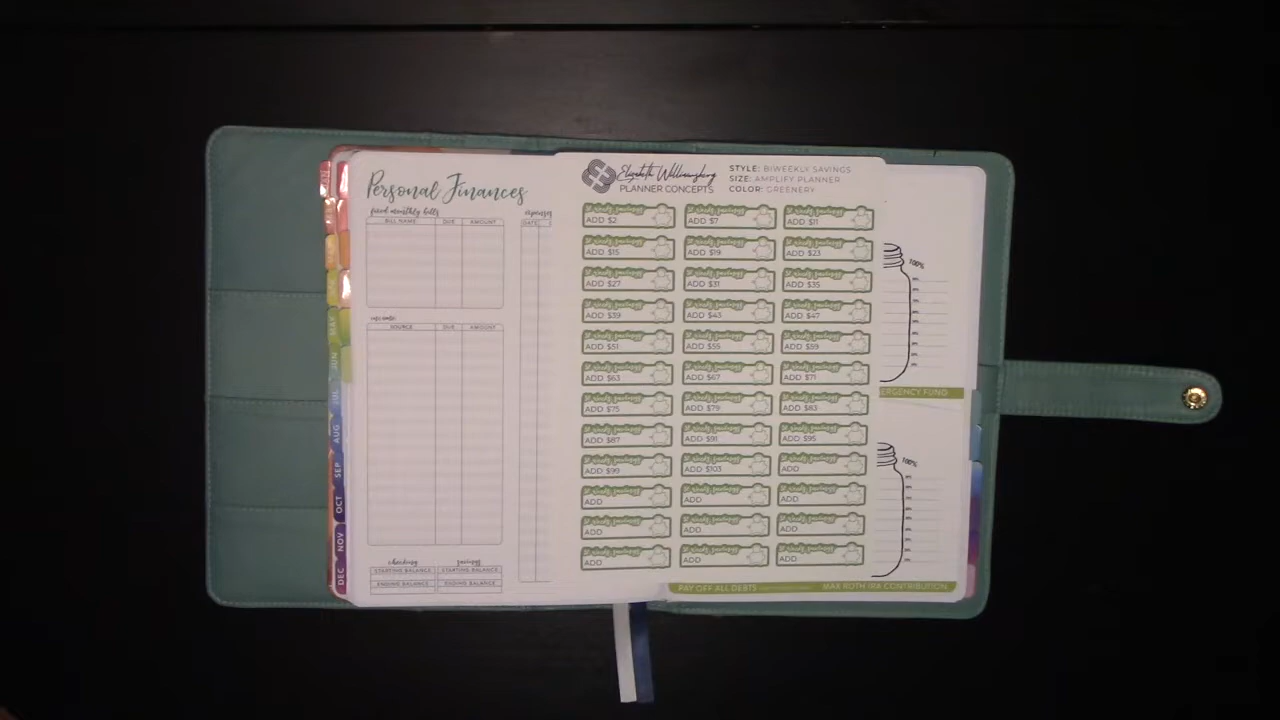 Personal Finances
fixed monthly bills
BILL NAME DUE AMOUNT
income
SOURCE DUE AMOUNT
checking savings
STARTING BALANCE STARTING BALANCE
ENDING BALANCE ENDING BALANCE
expenses
DATE
Elizabeth Williamsberg
PLANNER CONCEPTS
STYLE: BIWEEKLY SAVINGS
SIZE: AMPLIFY PLANNER
COLOR: GREENERY
ADD $2 ADD $7 ADD $11
ADD $15 ADD $19 ADD $23
ADD $27 ADD $31 ADD $35
ADD $39 ADD $43 ADD $47
ADD $51 ADD $55 ADD $59
ADD $63 ADD $67 ADD $71
ADD $75 ADD $79 ADD $83
ADD $87 ADD $91 ADD $95
ADD $99 ADD $103 ADD
ADD ADD ADD
ADD ADD ADD
ADD ADD ADD
100%
ERGENCY FUND
100%
PAY OFF ALL DEBTS MAX ROTH IRA CONTRIBUTION
MAY
JUN
JUL
AUG
SEP
OCT
NOV
DEC